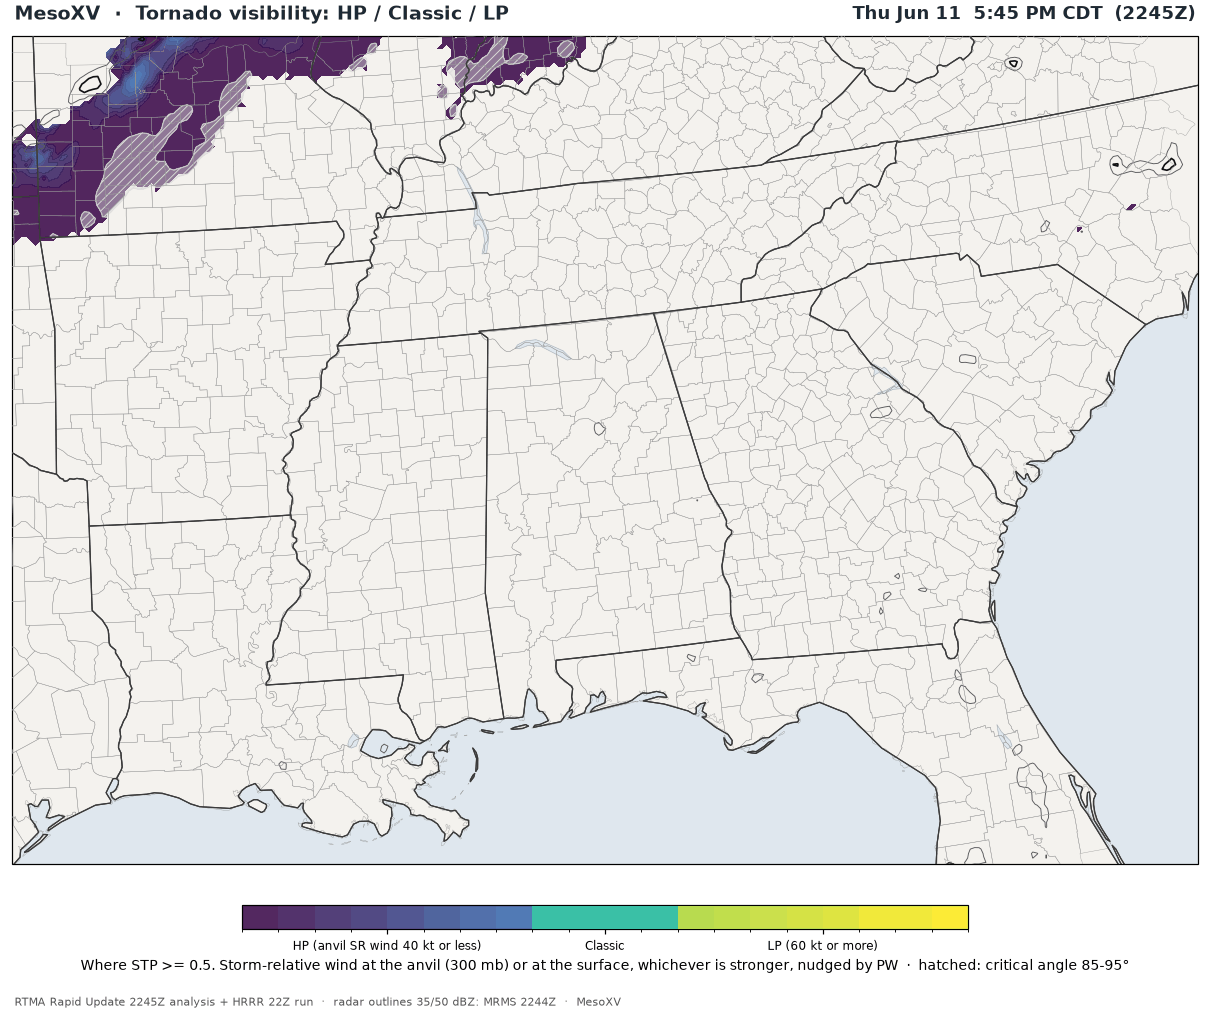 MesoXV · Tornado visibility: HP / Classic / LP
Thu Jun 11 5:45 PM CDT (2245Z)
HP (anvil SR wind 40 kt or less)
Classic
LP (60 kt or more)
Where STP >= 0.5. Storm-relative wind at the anvil (300 mb) or at the surface, whichever is stronger, nudged by PW · hatched: critical angle 85-95°
RTMA Rapid Update 2245Z analysis + HRRR 22Z run · radar outlines 35/50 dBZ: MRMS 2244Z · MesoXV